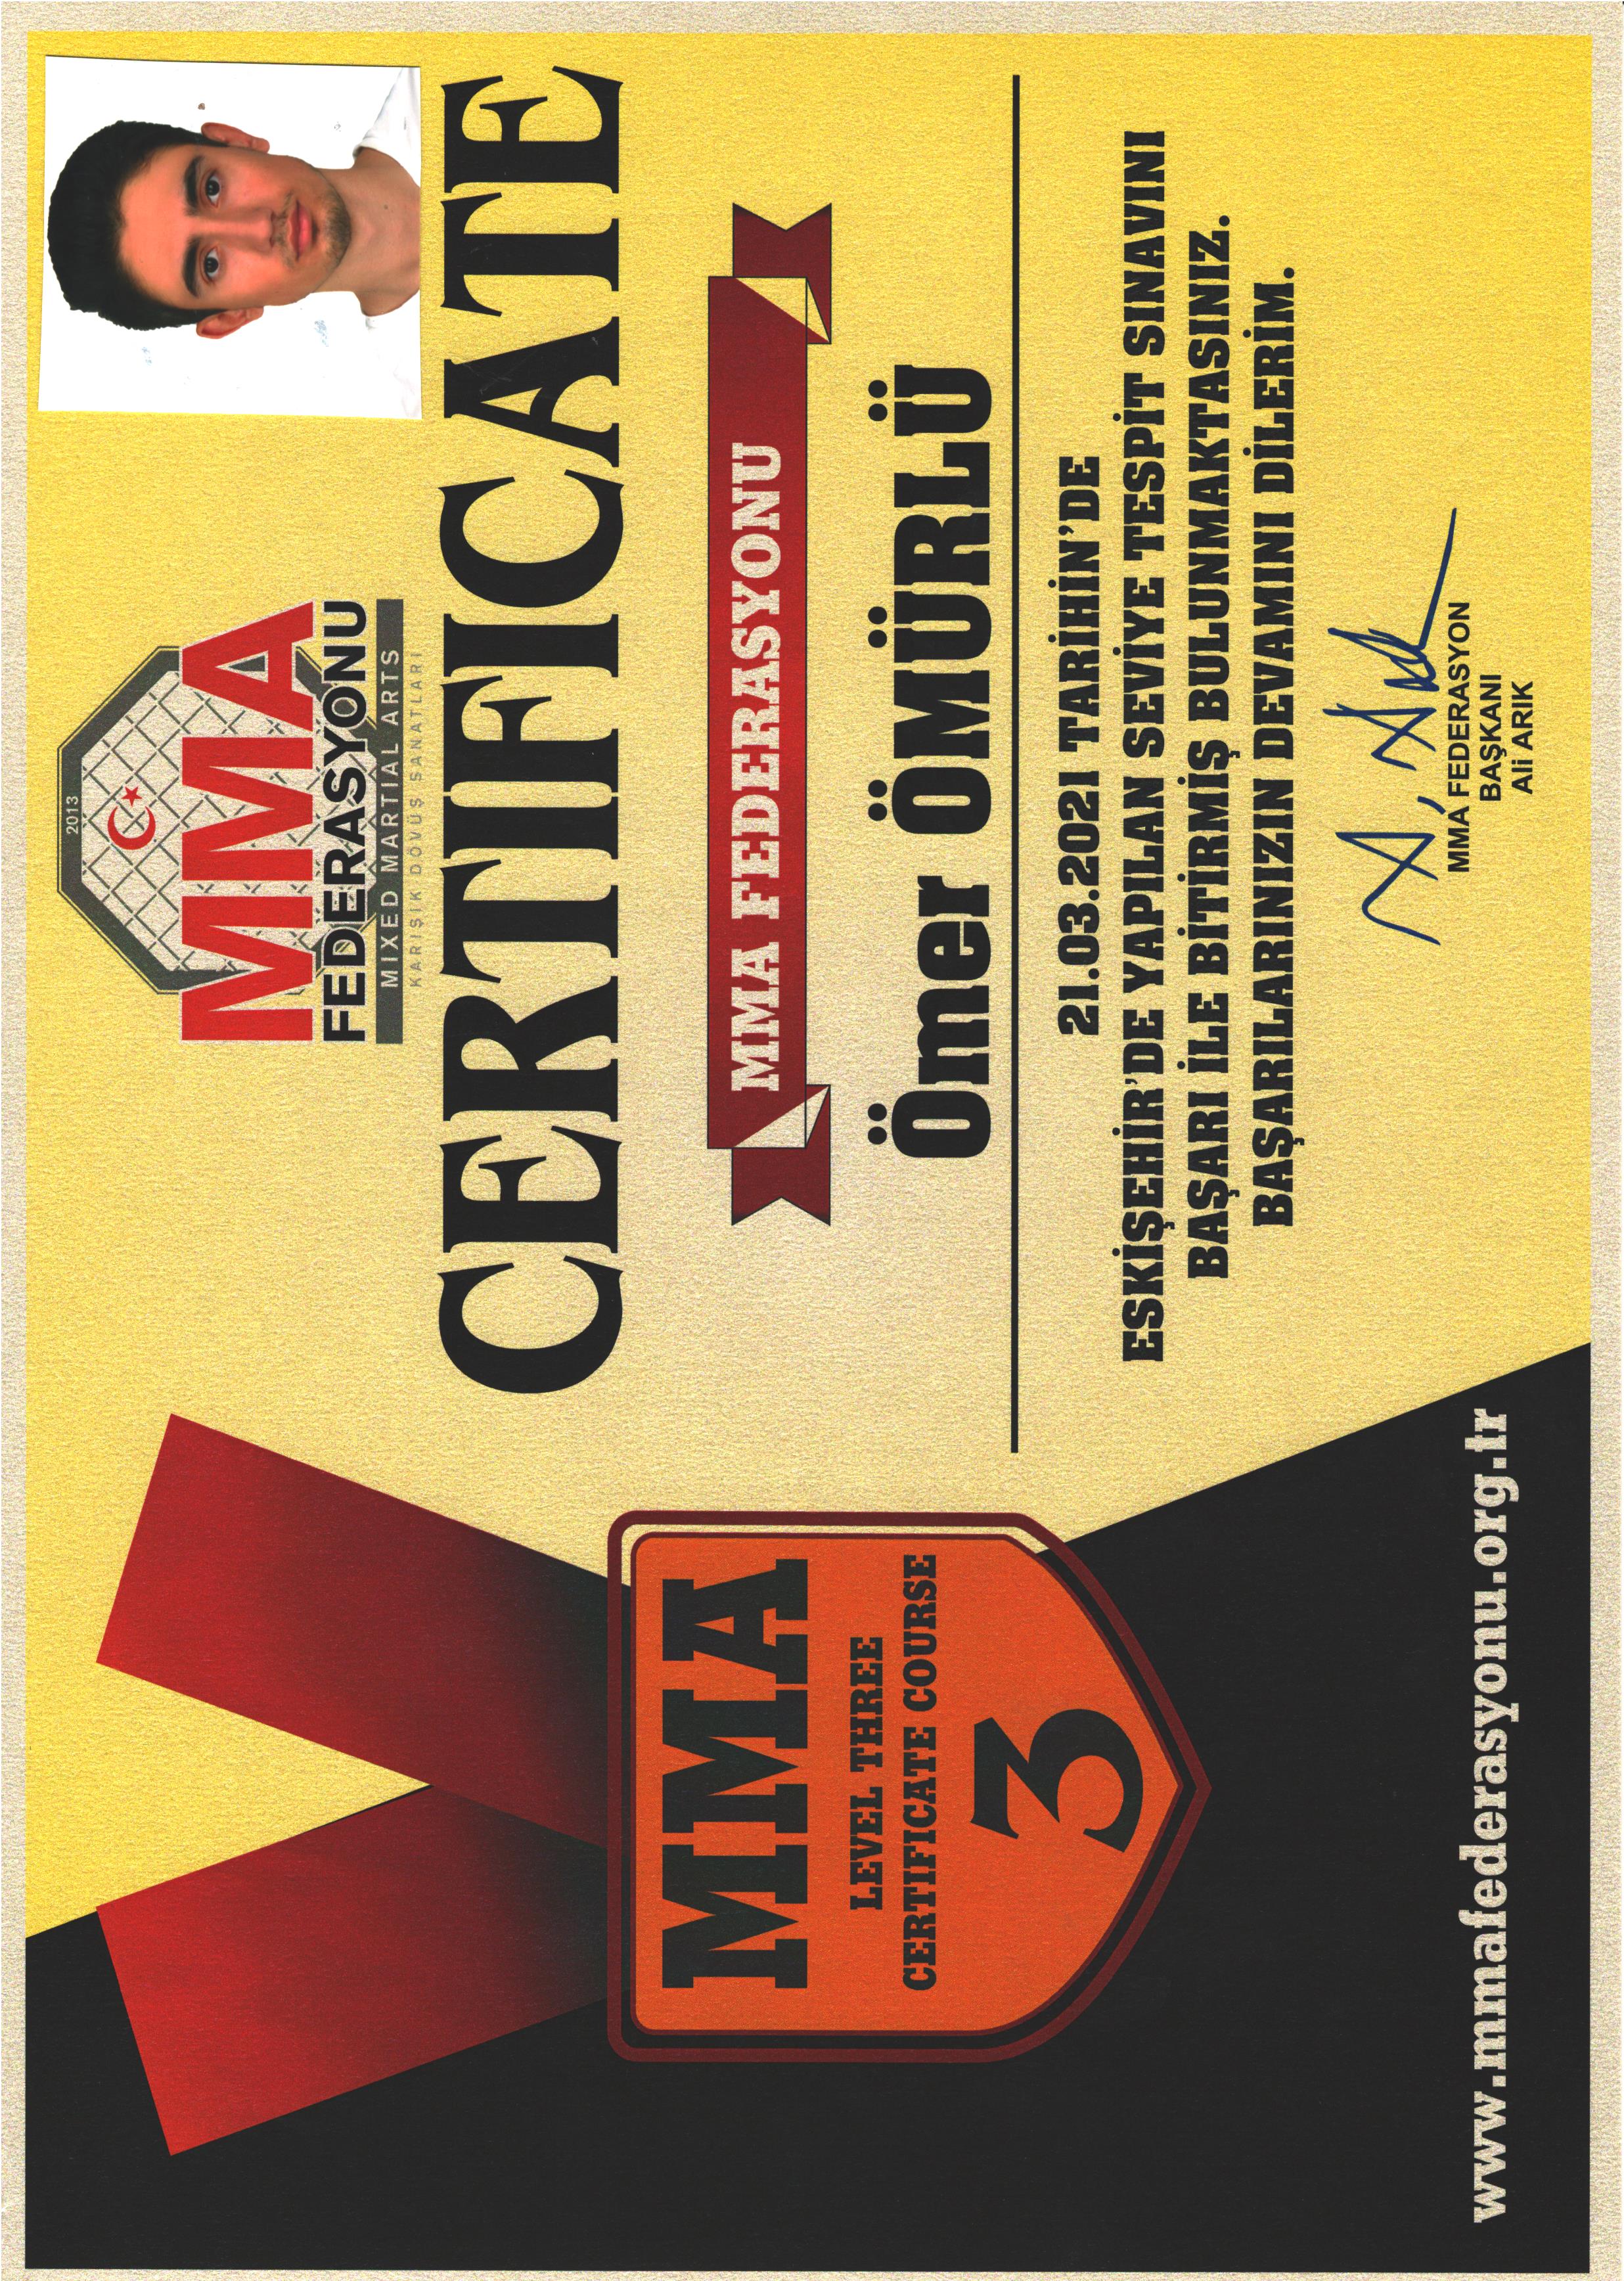 2013
MMA
FEDERASYONU
MIXED MARTIAL ARTS
KARIŞIK DÖVÜŞ SANATLARI
CERTIFICATE
MMA FEDERASYONU
Ömer ÖMÜRLÜ
21.03.2021 TARİHİN'DE
ESKİŞEHİR'DE YAPILAN SEVİYE TESPİT SINAVINI
BAŞARI İLE BİTİRMİŞ BULUNMAKTASINIZ.
BAŞARILARINIZIN DEVAMINI DİLERİM.
MMA FEDERASYON
BAŞKANI
Ali ARIK
MMA
LEVEL THREE
CERTIFICATE COURSE
3
www.mmafederasyonu.org.tr